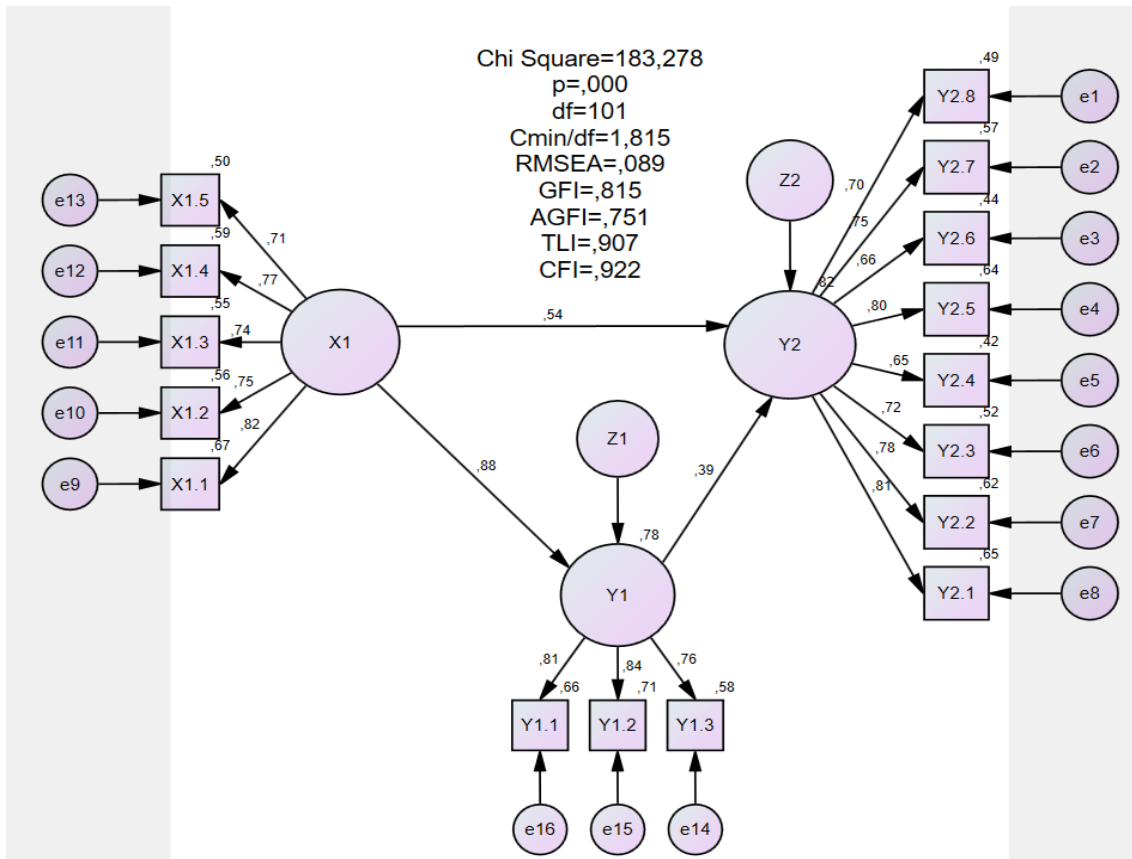 Chi Square=183,278
p=,000
df=101
Cmin/df=1,815
RMSEA=,089
GFI=,815
AGFI=,751
TLI=,907
CFI=,922
e13
,50
X1.5
,71
e12
,59
X1.4
,77
e11
,55
X1.3
,74
e10
,56
X1.2
,75
e9
,67
X1.1
,82
X1
,54
,88
Z1
,78
Y1
,39
Z2
,82
Y2
,70
,49
Y2.8
e1
,75
,57
Y2.7
e2
,66
,44
Y2.6
e3
,80
,64
Y2.5
e4
,65
,42
Y2.4
e5
,72
,52
Y2.3
e6
,78
,62
Y2.2
e7
,81
,65
Y2.1
e8
,81
,84
,76
,66
,71
,58
Y1.1
Y1.2
Y1.3
e16
e15
e14